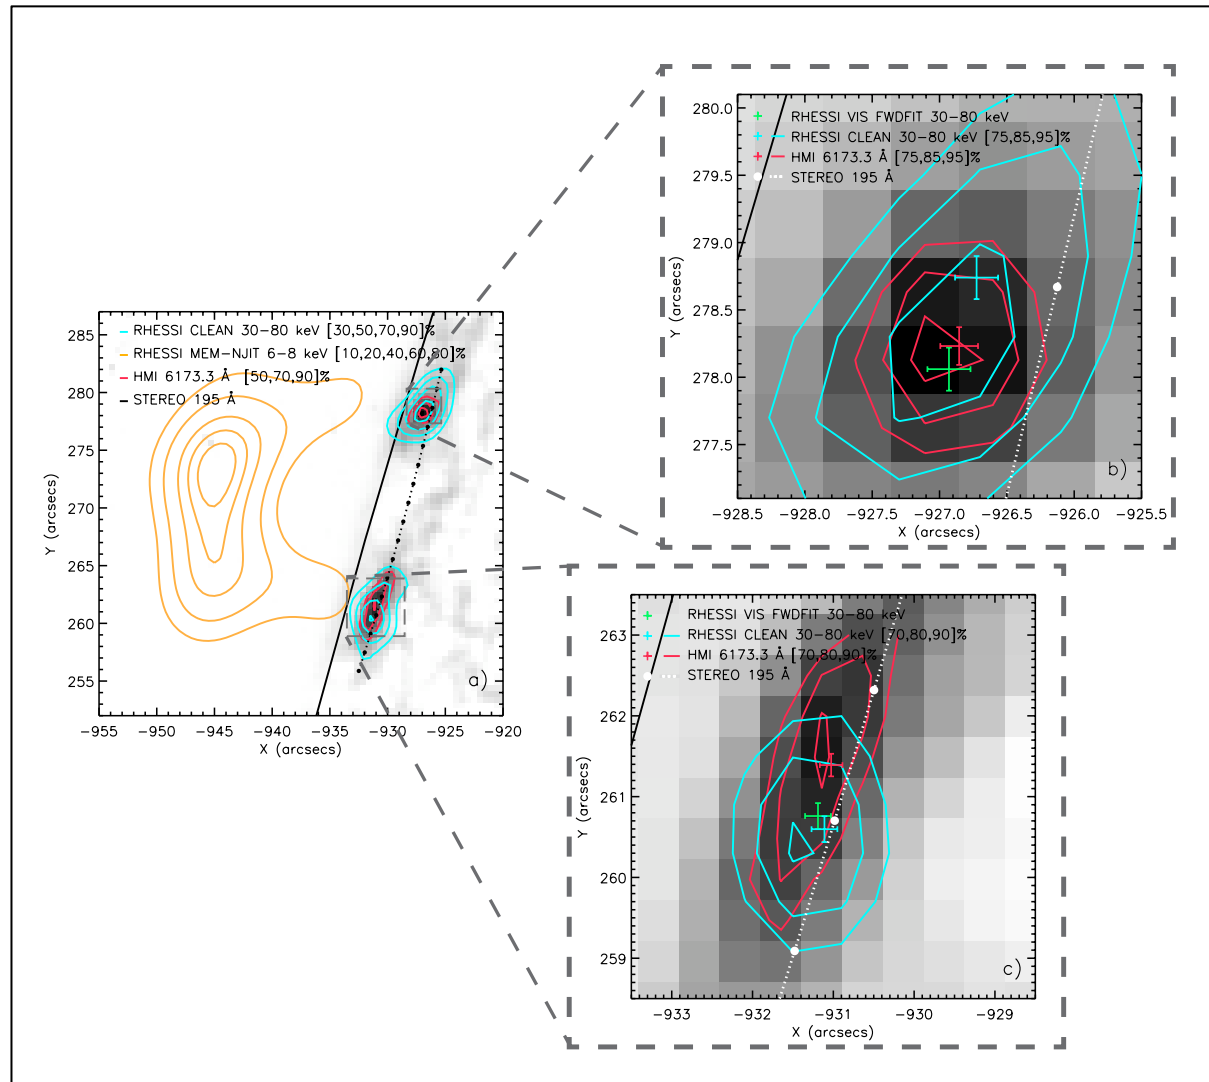 RHESSI CLEAN 30−80 keV [30,50,70,90]%
RHESSI MEM−NJIT 6−8 keV [10,20,40,60,80]%
HMI 6173.3 Å [50,70,90]%
STEREO 195 Å
285
280
275
270
265
260
255
Y (arcsecs)
a)
−955 −950 −945 −940 −935 −930 −925 −920
X (arcsecs)
RHESSI VIS FWDFIT 30−80 keV
RHESSI CLEAN 30−80 keV [75,85,95]%
HMI 6173.3 Å [75,85,95]%
STEREO 195 Å
280.0
279.5
279.0
278.5
278.0
277.5
Y (arcsecs)
b)
−928.5 −928.0 −927.5 −927.0 −926.5 −926.0 −925.5
X (arcsecs)
RHESSI VIS FWDFIT 30−80 keV
RHESSI CLEAN 30−80 keV [70,80,90]%
HMI 6173.3 Å [70,80,90]%
STEREO 195 Å
263
262
261
260
259
Y (arcsecs)
c)
−933 −932 −931 −930 −929
X (arcsecs)